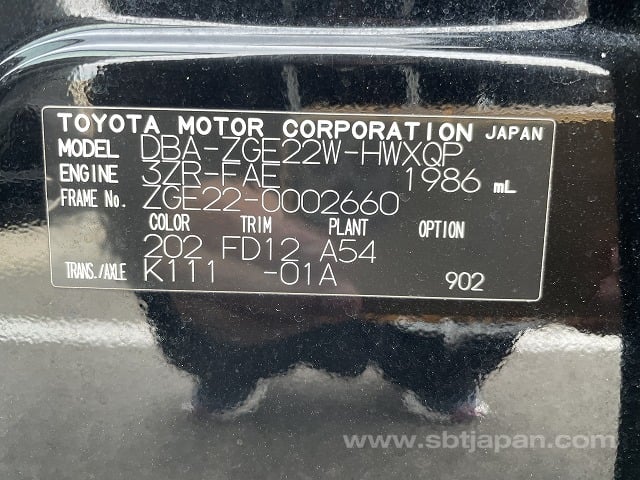 TOYOTA MOTOR CORPORATION JAPAN
MODEL DBA-ZGE22W-HWXQP
ENGINE 3ZR-FAE 1986 mL
FRAME No. ZGE22-0002660
COLOR TRIM PLANT OPTION
202 FD12 A54
TRANS./AXLE K111 -01A 902
www.sbtjapan.com